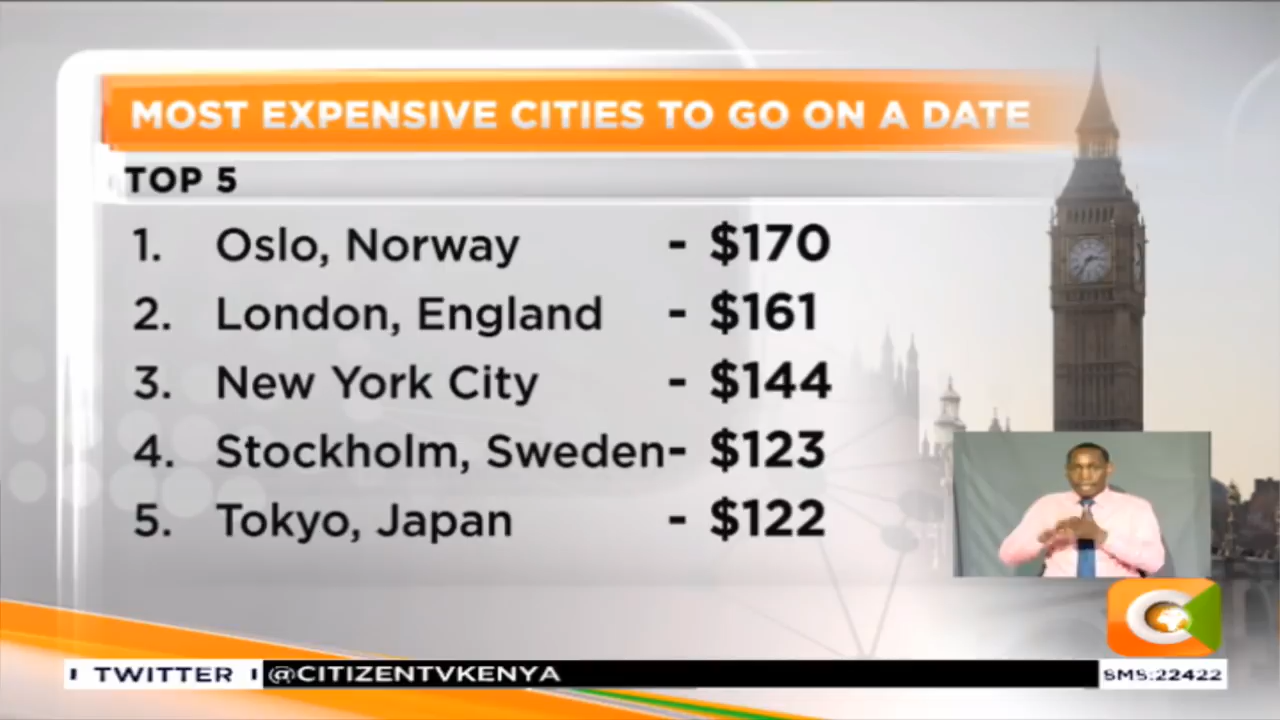 MOST EXPENSIVE CITIES TO GO ON A DATE
TOP 5
1. Oslo, Norway - $170
2. London, England - $161
3. New York City - $144
4. Stockholm, Sweden- $123
5. Tokyo, Japan - $122
TWITTER @CITIZENTVKENYA SMS:22422